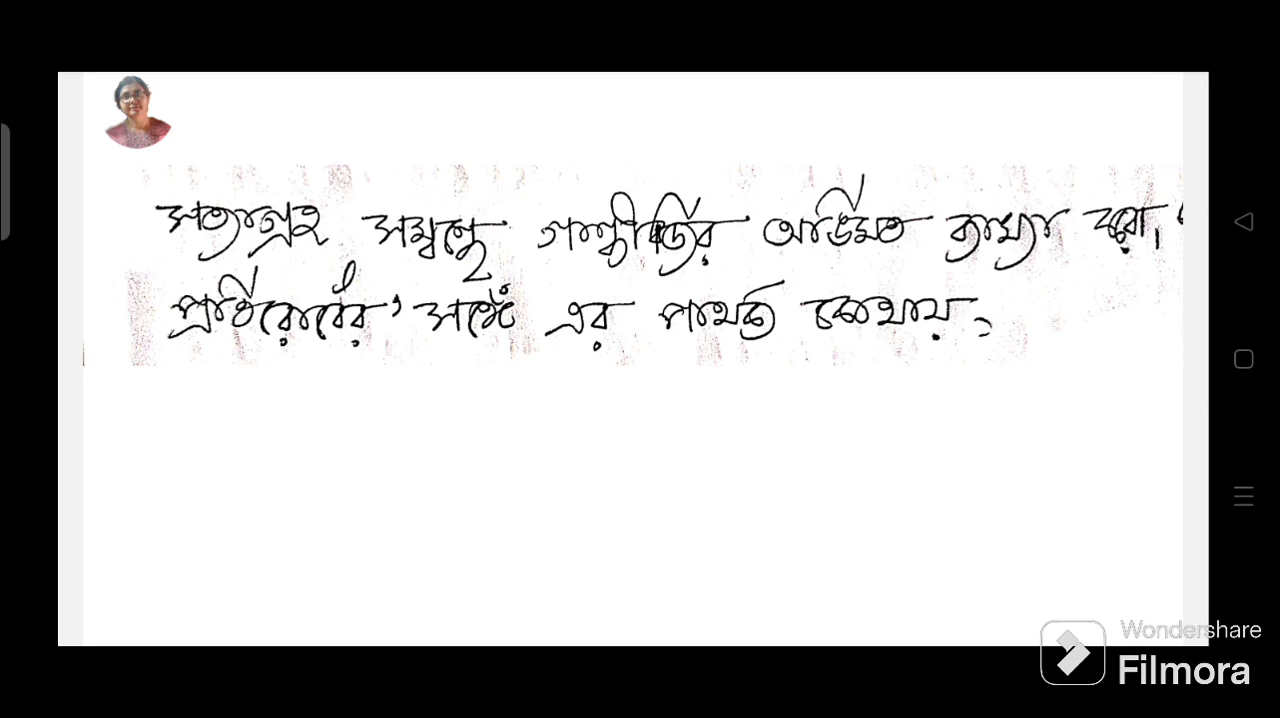 সত্যাগ্রহ সম্বন্ধে গান্ধীজির অভিমত ব্যাখ্যা করো। ‘
প্রতিরোধের’ সঙ্গে এর পার্থক্য কোথায়?
Wondershare
Filmora